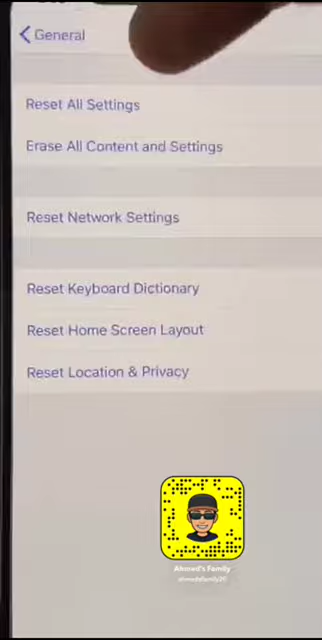 General
Reset All Settings
Erase All Content and Settings
Reset Network Settings
Reset Keyboard Dictionary
Reset Home Screen Layout
Reset Location & Privacy
Ahmed's Family